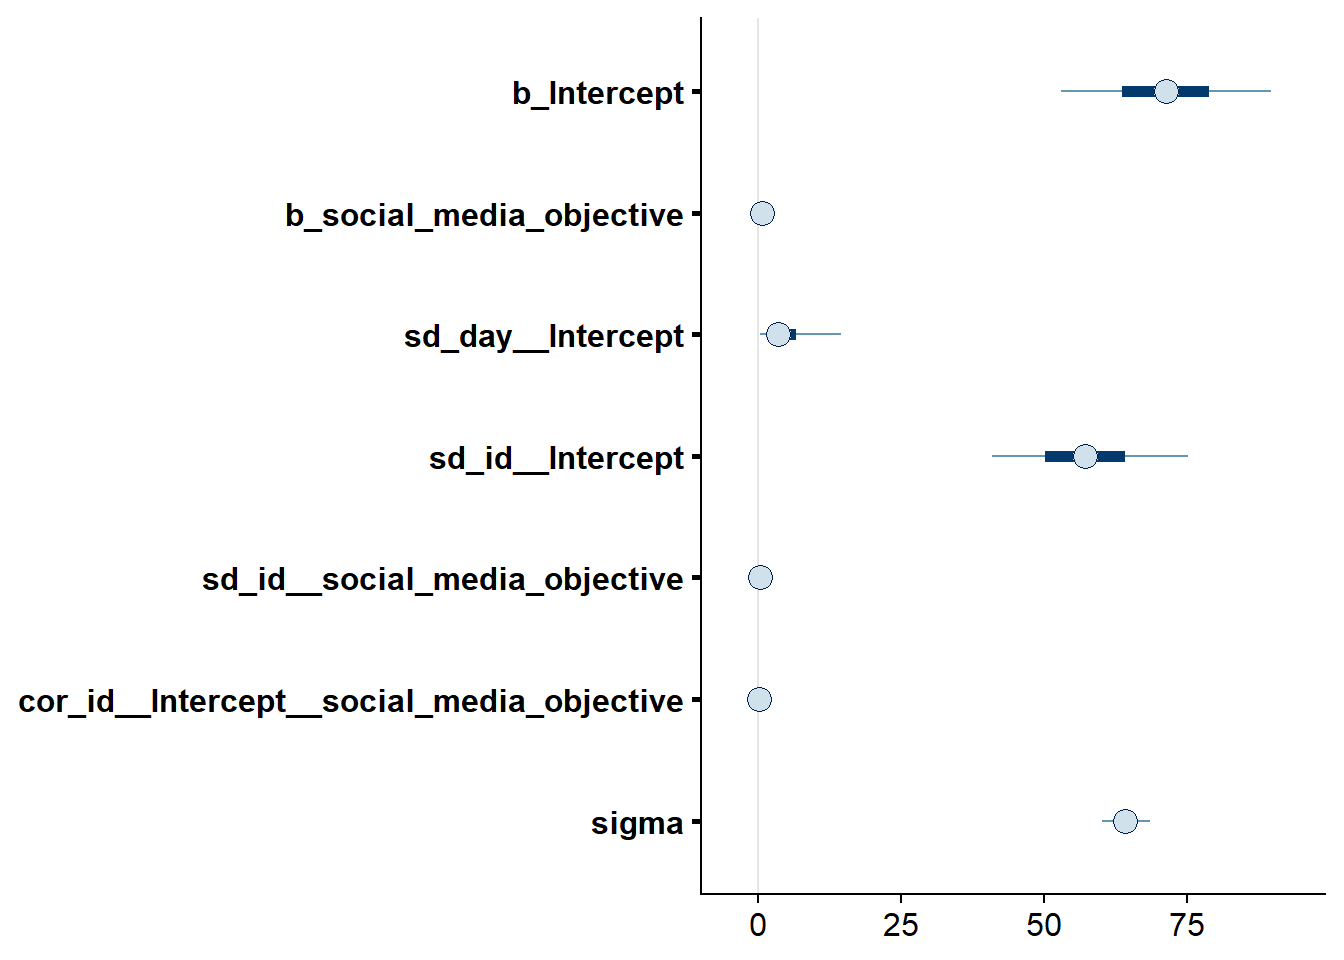 b_Intercept
b_social_media_objective
sd_day__Intercept
sd_id__Intercept
sd_id__social_media_objective
cor_id__Intercept__social_media_objective
sigma
0 25 50 75